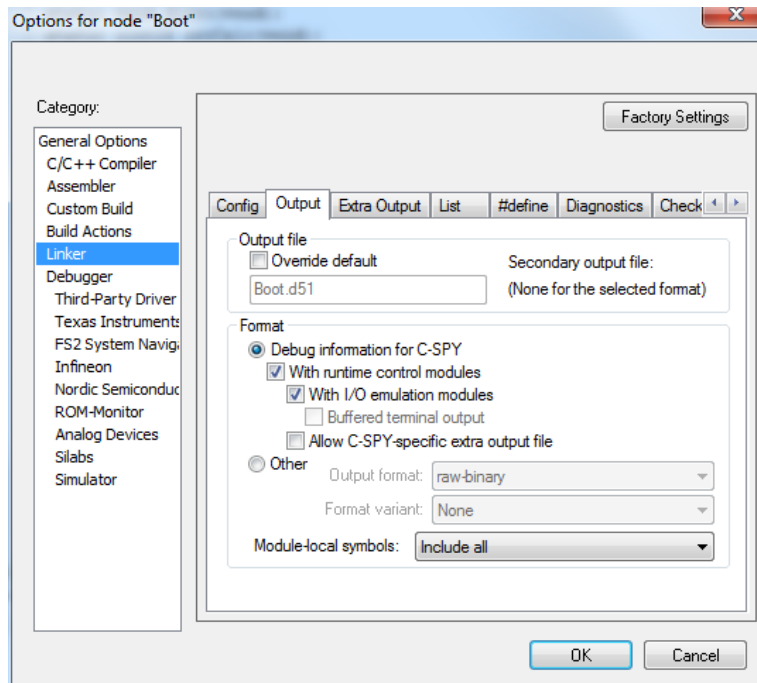 Options for node "Boot"
Category:
Factory Settings
General Options
C/C++ Compiler
Assembler
Custom Build
Build Actions
Linker
Debugger
Third-Party Driver
Texas Instruments
FS2 System Naviga
Infineon
Nordic Semiconduc
ROM-Monitor
Analog Devices
Silabs
Simulator
Config Output Extra Output List #define Diagnostics Check
Output file
Override default
Boot.d51
Secondary output file:
(None for the selected format)
Format
Debug information for C-SPY
With runtime control modules
With I/O emulation modules
Buffered terminal output
Allow C-SPY-specific extra output file
Other
Output format: raw-binary
Format variant: None
Module-local symbols: Include all
OK Cancel